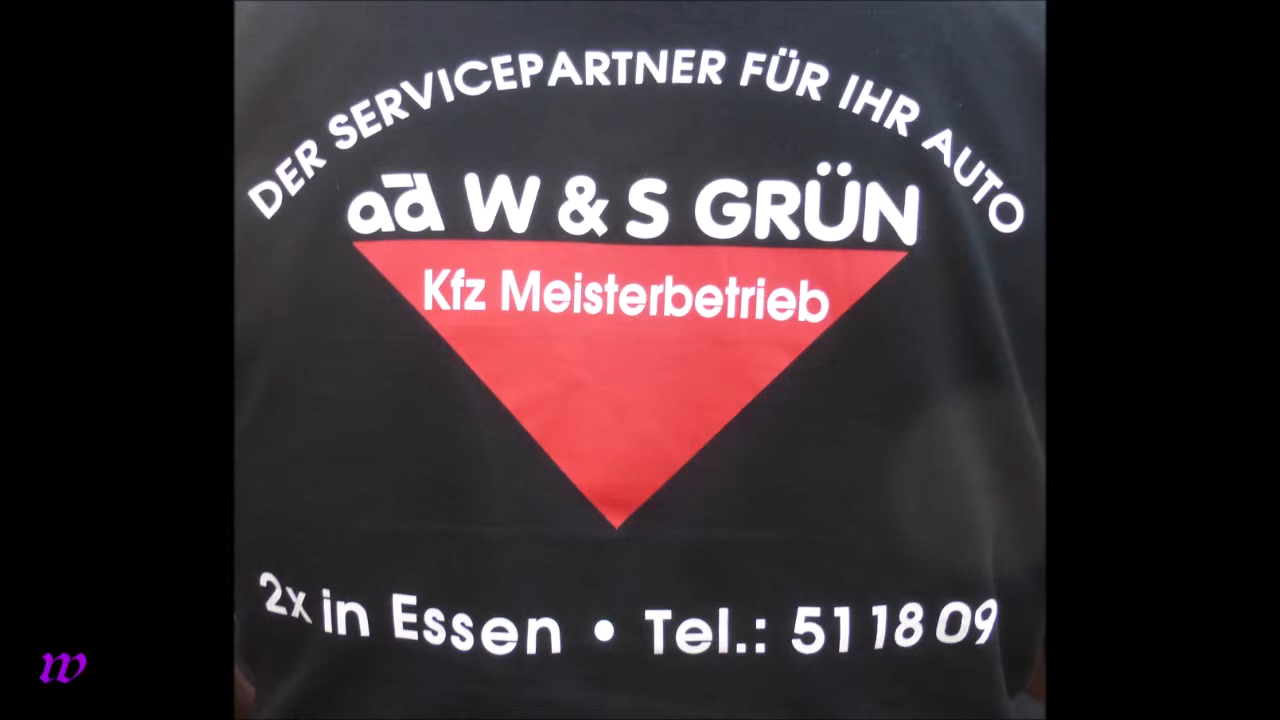 DER SERVICEPARTNER FÜR IHR AUTO
ad W & S GRÜN
Kfz Meisterbetrieb
2x in Essen • Tel.: 51 18 09
w